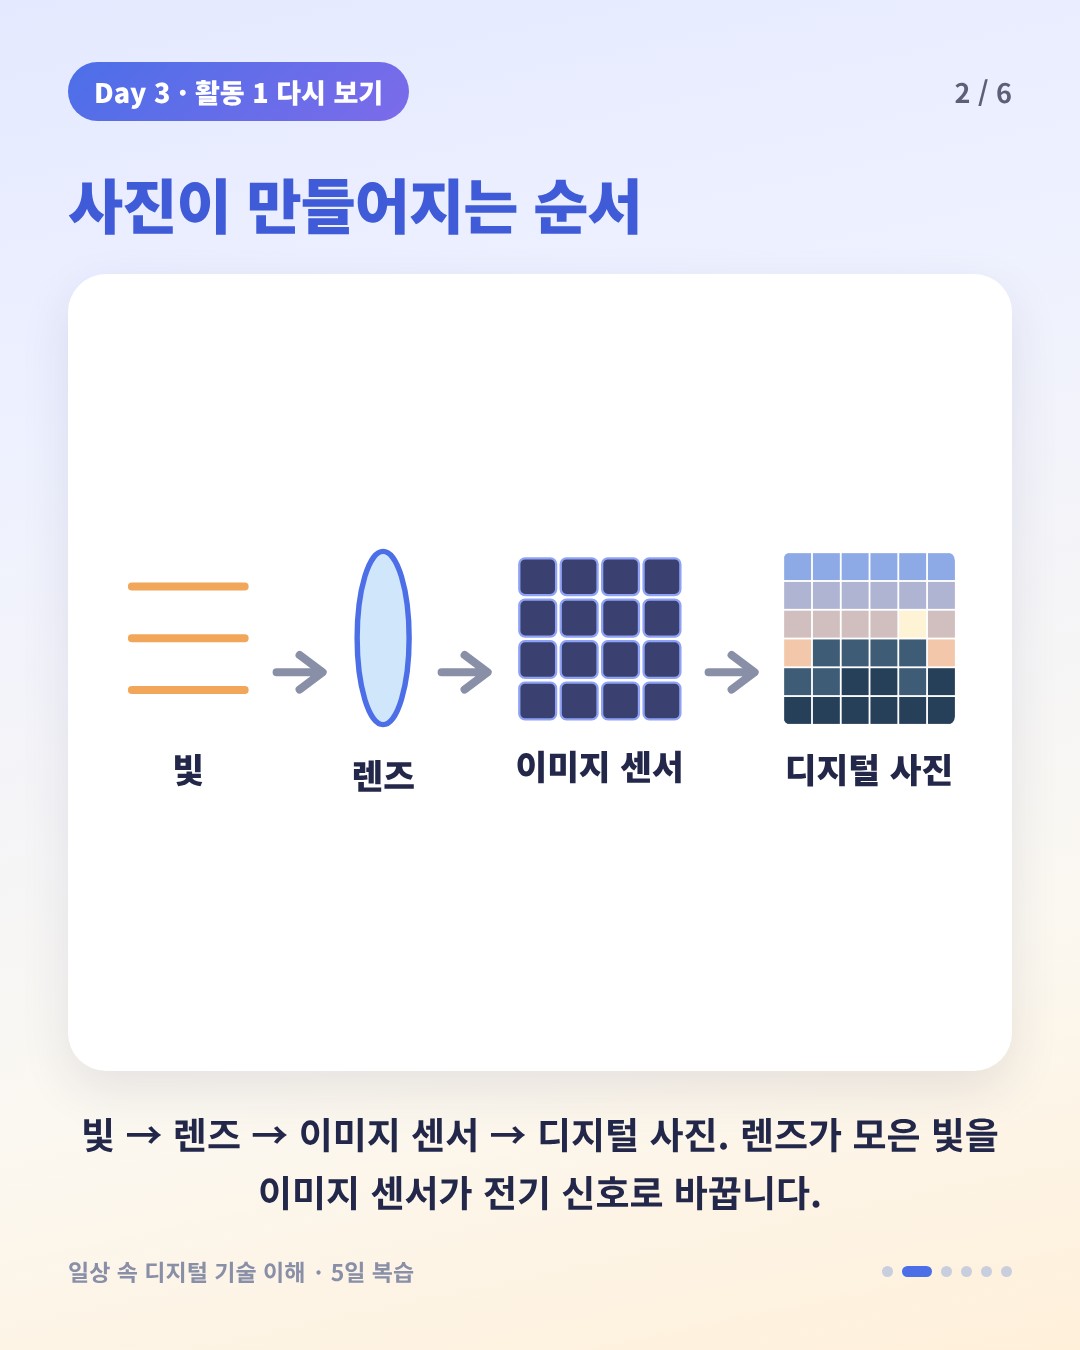 Day 3 · 활동 1 다시 보기
2 / 6
사진이 만들어지는 순서
빛
렌즈
이미지 센서
디지털 사진
빛 → 렌즈 → 이미지 센서 → 디지털 사진. 렌즈가 모은 빛을
이미지 센서가 전기 신호로 바꿉니다.
일상 속 디지털 기술 이해 · 5일 복습